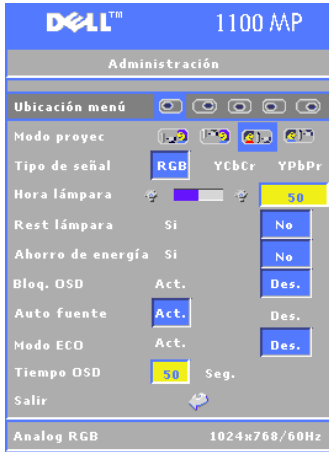 DELL™ 1100 MP
Administración
Ubicación menú
Modo proyec
Tipo de señal RGB YCbCr YPbPr
Hora lámpara 50
Rest lámpara Si No
Ahorro de energía Si No
Bloq. OSD Act. Des.
Auto fuente Act. Des.
Modo ECO Act. Des.
Tiempo OSD 50 Seg.
Salir
Analog RGB 1024x768/60Hz